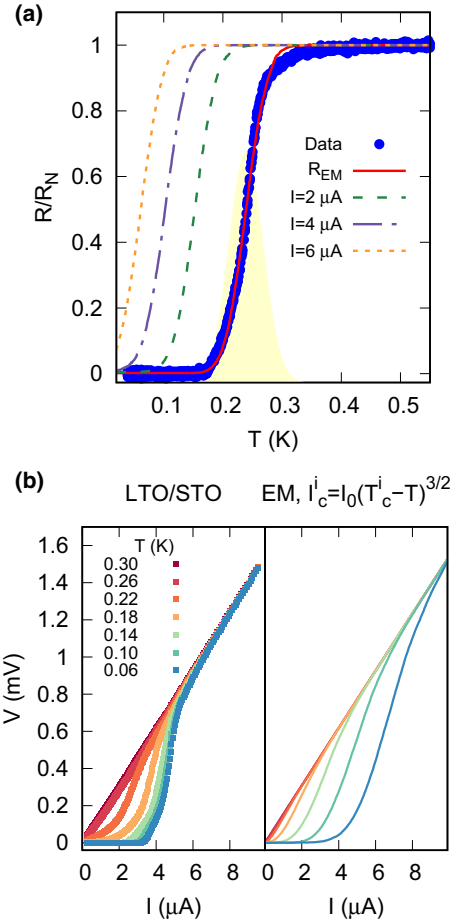 (a)
R/R_N
1
0.8
0.6
0.4
0.2
0
Data
R_EM
I=2 μA
I=4 μA
I=6 μA
0.1 0.2 0.3 0.4 0.5
T (K)
(b)
LTO/STO EM, I^i_c=I_0(T^i_c−T)^3/2
V (mV)
1.6
1.4
1.2
1
0.8
0.6
0.4
0.2
0
T (K)
0.30
0.26
0.22
0.18
0.14
0.10
0.06
0 2 4 6 8 0 2 4 6 8
I (μA) I (μA)